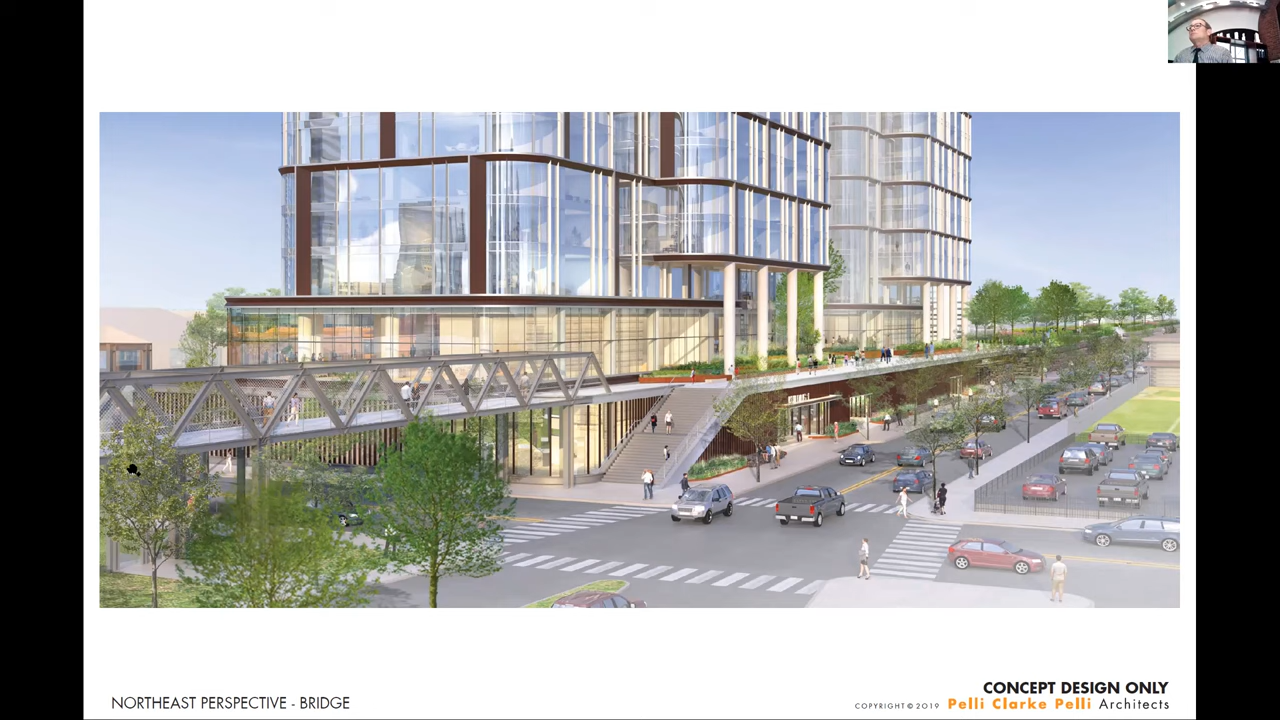 NORTHEAST PERSPECTIVE - BRIDGE
CONCEPT DESIGN ONLY
COPYRIGHT © 2019 Pelli Clarke Pelli Architects